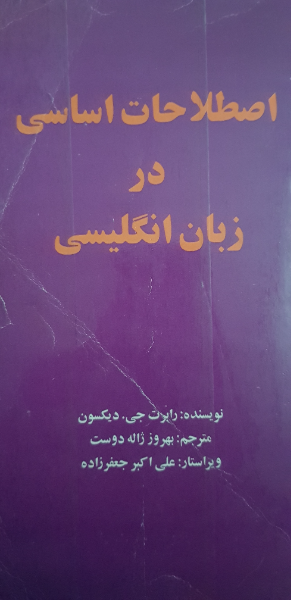 اصطلاحات اساسی
در
زبان انگلیسی
نویسنده: رابرت جی. دیکسون
مترجم: بهروز ژاله دوست
ویراستار: علی اکبر جعفرزاده